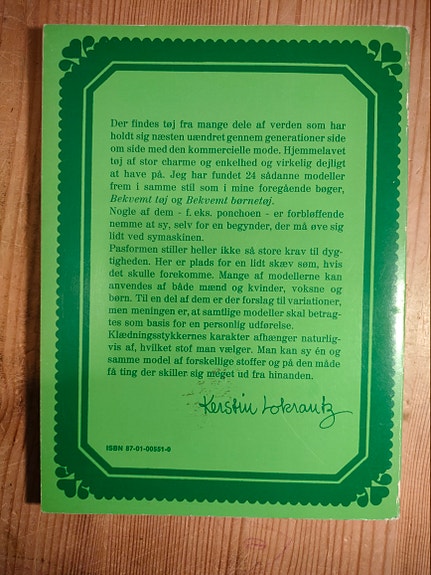 Der findes tøj fra mange dele af verden som har
holdt sig næsten uændret gennem generationer side
om side med den kommercielle mode. Hjemmelavet
tøj af stor charme og enkelhed og virkelig dejligt
at have på. Jeg har fundet 24 sådanne modeller
frem i samme stil som i mine foregående bøger,
Bekvemt tøj og Bekvemt børnetøj.
Nogle af dem - f. eks. ponchoen - er forbløffende
nemme at sy, selv for en begynder, der må øve sig
lidt ved symaskinen.
Pasformen stiller heller ikke så store krav til dyg-
tigheden. Her er plads for en lidt skæv søm, hvis
det skulle forekomme. Mange af modellerne kan
anvendes af både mænd og kvinder, voksne og
børn. Til en del af dem er der forslag til variationer,
men meningen er, at samtlige modeller skal betrag-
tes som basis for en personlig udførelse.
Klædningsstykkernes karakter afhænger naturlig-
vis af, hvilket stof man vælger. Man kan sy én og
samme model af forskellige stoffer og på den måde
få ting der skiller sig meget ud fra hinanden.
Kerstin Lokrantz
ISBN 87-01-00551-0